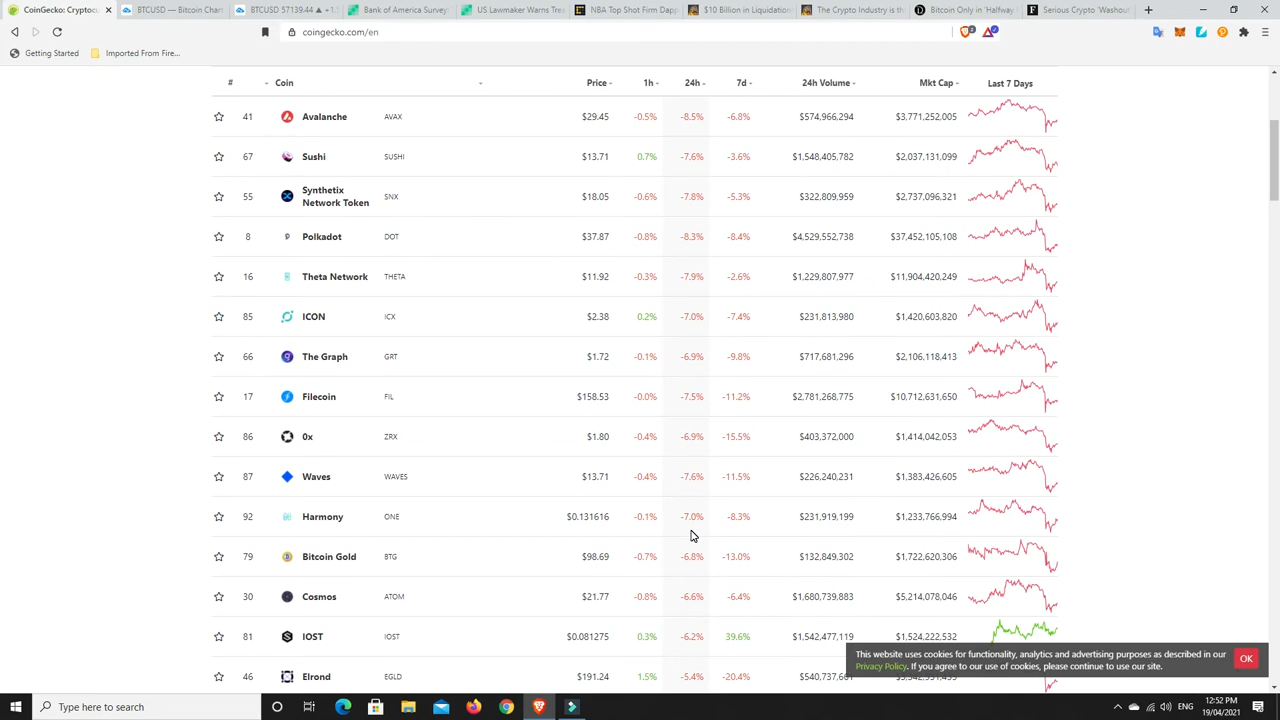 CoinGecko: Cryptocu
BTCUSD — Bitcoin Chart
BTCUSD 57139.44 ▲ +1.
Bank of America Survey:
US Lawmaker Warns Trea
NBA Top Shot Firm Dapp
$10 Billion in Liquidation
The Crypto Industry is th
Bitcoin Only in 'Halfway
Serious Crypto 'Washout
coingecko.com/en
Getting Started
Imported From Fire...
# Coin Price 1h 24h 7d 24h Volume Mkt Cap Last 7 Days
41 Avalanche AVAX $29.45 -0.5% -8.5% -6.8% $574,966,294 $3,771,252,005
67 Sushi SUSHI $13.71 0.7% -7.6% -3.6% $1,548,405,782 $2,037,131,099
55 Synthetix Network Token SNX $18.05 -0.6% -7.8% -5.3% $322,809,959 $2,737,096,321
8 Polkadot DOT $37.87 -0.8% -8.3% -8.4% $4,529,552,738 $37,452,105,108
16 Theta Network THETA $11.92 -0.3% -7.9% -2.6% $1,229,807,977 $11,904,420,249
85 ICON ICX $2.38 0.2% -7.0% -7.4% $231,813,980 $1,420,603,820
66 The Graph GRT $1.72 -0.1% -6.9% -9.8% $717,681,296 $2,106,118,413
17 Filecoin FIL $158.53 -0.0% -7.5% -11.2% $2,781,268,775 $10,712,631,650
86 0x ZRX $1.80 -0.4% -6.9% -15.5% $403,372,000 $1,414,042,053
87 Waves WAVES $13.71 -0.4% -7.6% -11.5% $226,240,231 $1,383,426,605
92 Harmony ONE $0.131616 -0.1% -7.0% -8.3% $231,919,199 $1,233,766,994
79 Bitcoin Gold BTG $98.69 -0.7% -6.8% -13.0% $132,849,302 $1,722,620,306
30 Cosmos ATOM $21.77 -0.8% -6.6% -6.4% $1,680,739,883 $5,214,078,046
81 IOST IOST $0.081275 0.3% -6.2% 39.6% $1,542,477,119 $1,524,222,532
46 Elrond EGLD $191.24 1.5% -5.4% -20.4%
This website uses cookies for functionality, analytics and advertising purposes as described in our
Privacy Policy. If you agree to our use of cookies, please continue to use our site.
OK
Type here to search
ENG
12:52 PM
19/04/2021